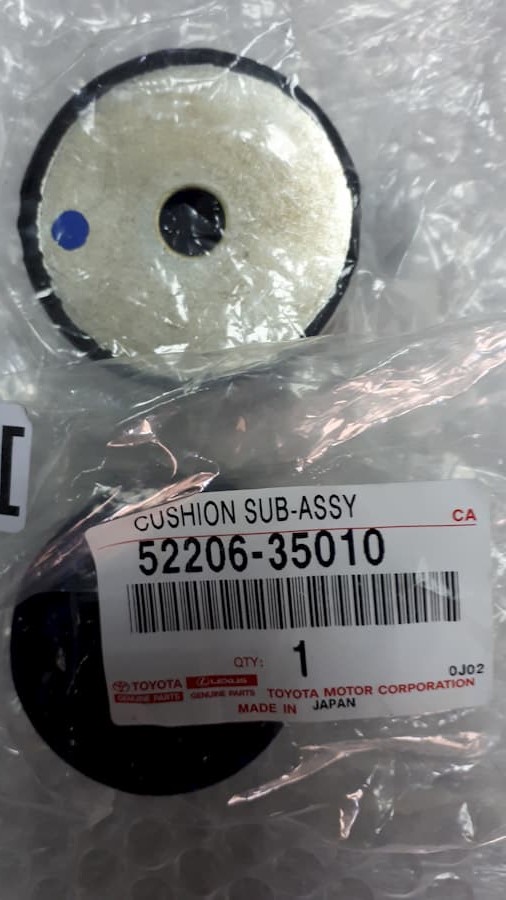 CUSHION SUB-ASSY
CA
52206-35010
QTY: 1
0J02
TOYOTA LEXUS
GENUINE PARTS GENUINE PARTS TOYOTA MOTOR CORPORATION
MADE IN JAPAN